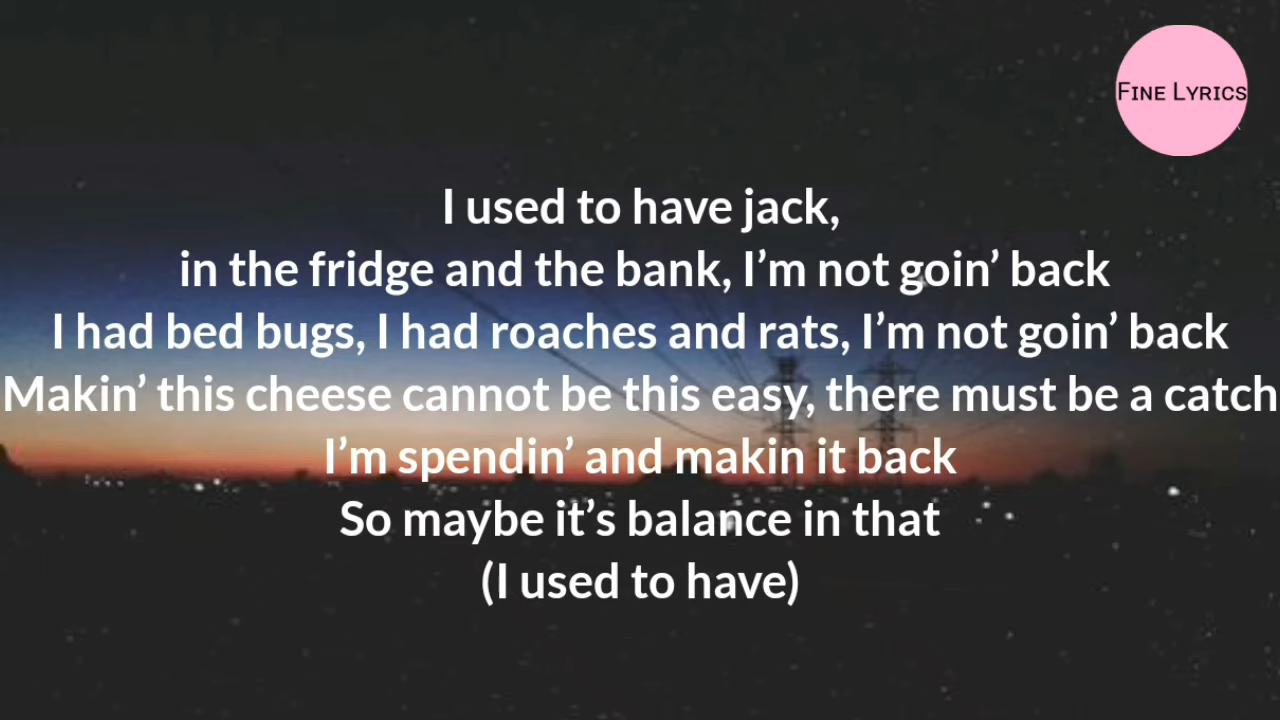 FINE LYRICS
I used to have jack,
in the fridge and the bank, I’m not goin’ back
I had bed bugs, I had roaches and rats, I’m not goin’ back
Makin’ this cheese cannot be this easy, there must be a catch
I’m spendin’ and makin it back
So maybe it’s balance in that
(I used to have)